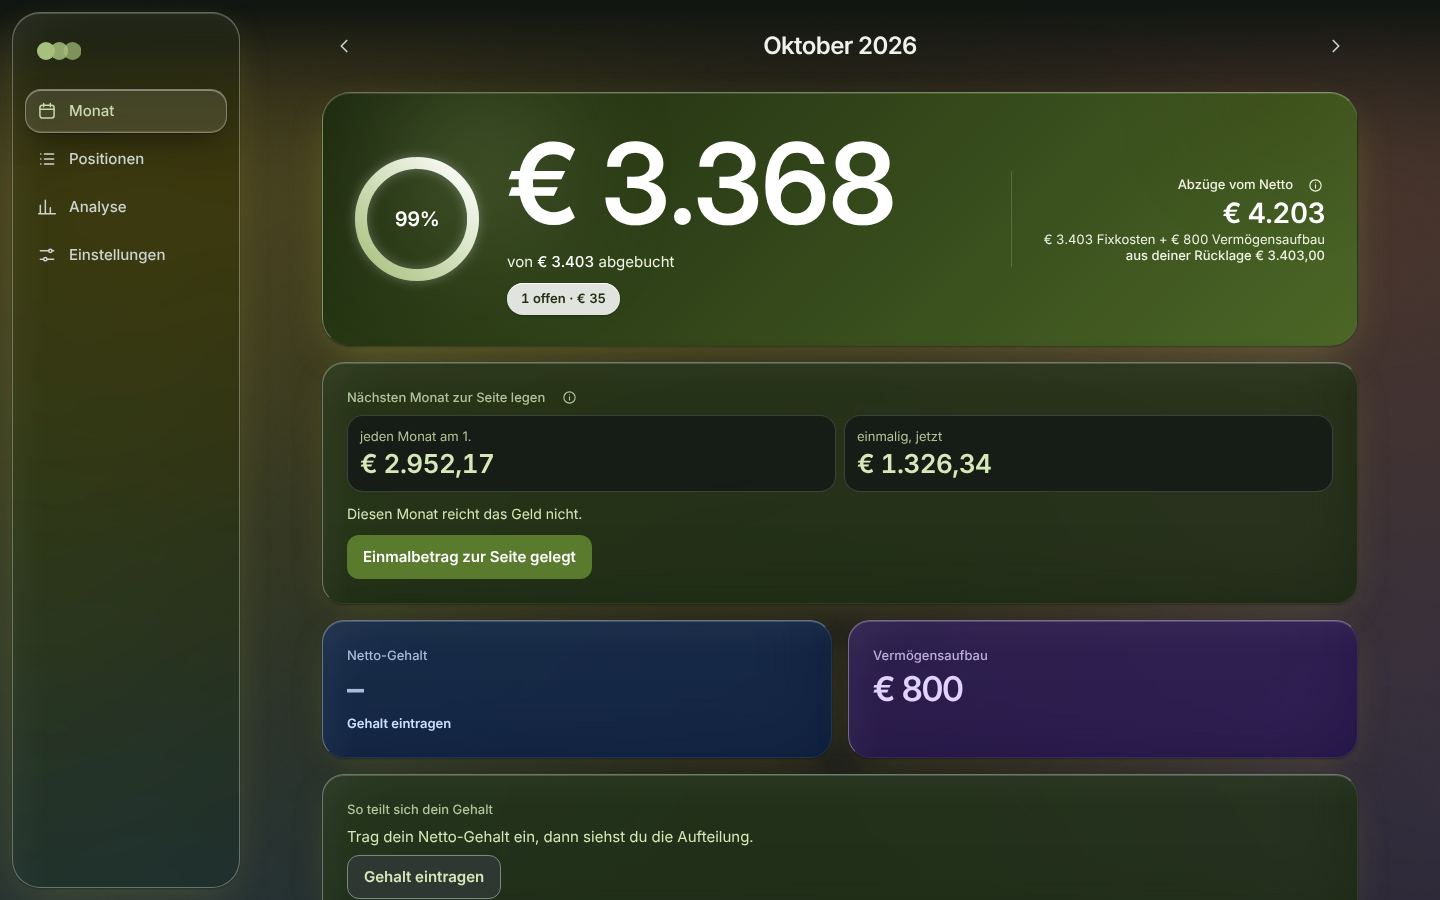 Oktober 2026
Monat
Positionen
Analyse
Einstellungen
99%
€ 3.368
von € 3.403 abgebucht
1 offen · € 35
Abzüge vom Netto
€ 4.203
€ 3.403 Fixkosten + € 800 Vermögensaufbau
aus deiner Rücklage € 3.403,00
Nächsten Monat zur Seite legen
jeden Monat am 1.
€ 2.952,17
einmalig, jetzt
€ 1.326,34
Diesen Monat reicht das Geld nicht.
Einmalbetrag zur Seite gelegt
Netto-Gehalt
–
Gehalt eintragen
Vermögensaufbau
€ 800
So teilt sich dein Gehalt
Trag dein Netto-Gehalt ein, dann siehst du die Aufteilung.
Gehalt eintragen